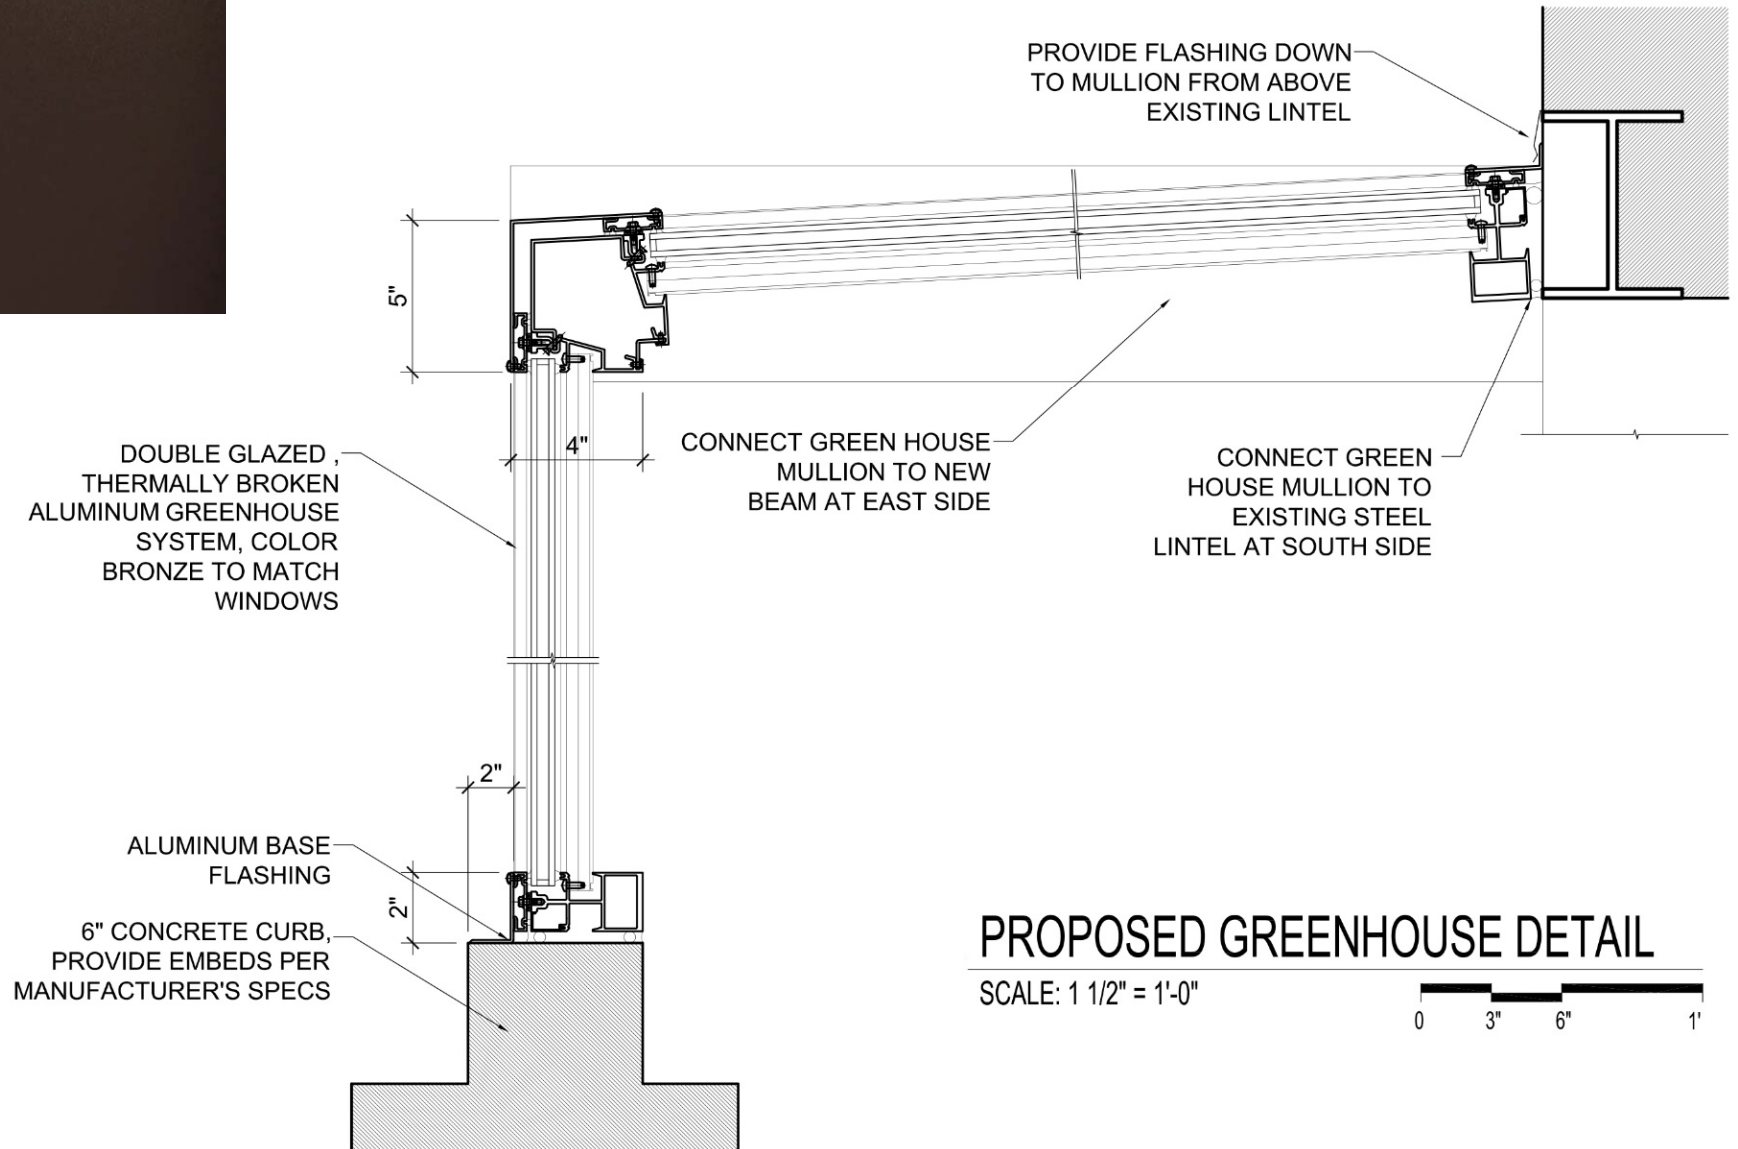 PROVIDE FLASHING DOWN
TO MULLION FROM ABOVE
EXISTING LINTEL
5"
4"
DOUBLE GLAZED ,
THERMALLY BROKEN
ALUMINUM GREENHOUSE
SYSTEM, COLOR
BRONZE TO MATCH
WINDOWS
CONNECT GREEN HOUSE
MULLION TO NEW
BEAM AT EAST SIDE
CONNECT GREEN
HOUSE MULLION TO
EXISTING STEEL
LINTEL AT SOUTH SIDE
2"
ALUMINUM BASE
FLASHING
2"
6" CONCRETE CURB,
PROVIDE EMBEDS PER
MANUFACTURER'S SPECS
PROPOSED GREENHOUSE DETAIL
SCALE: 1 1/2" = 1'-0"
0 3" 6" 1'